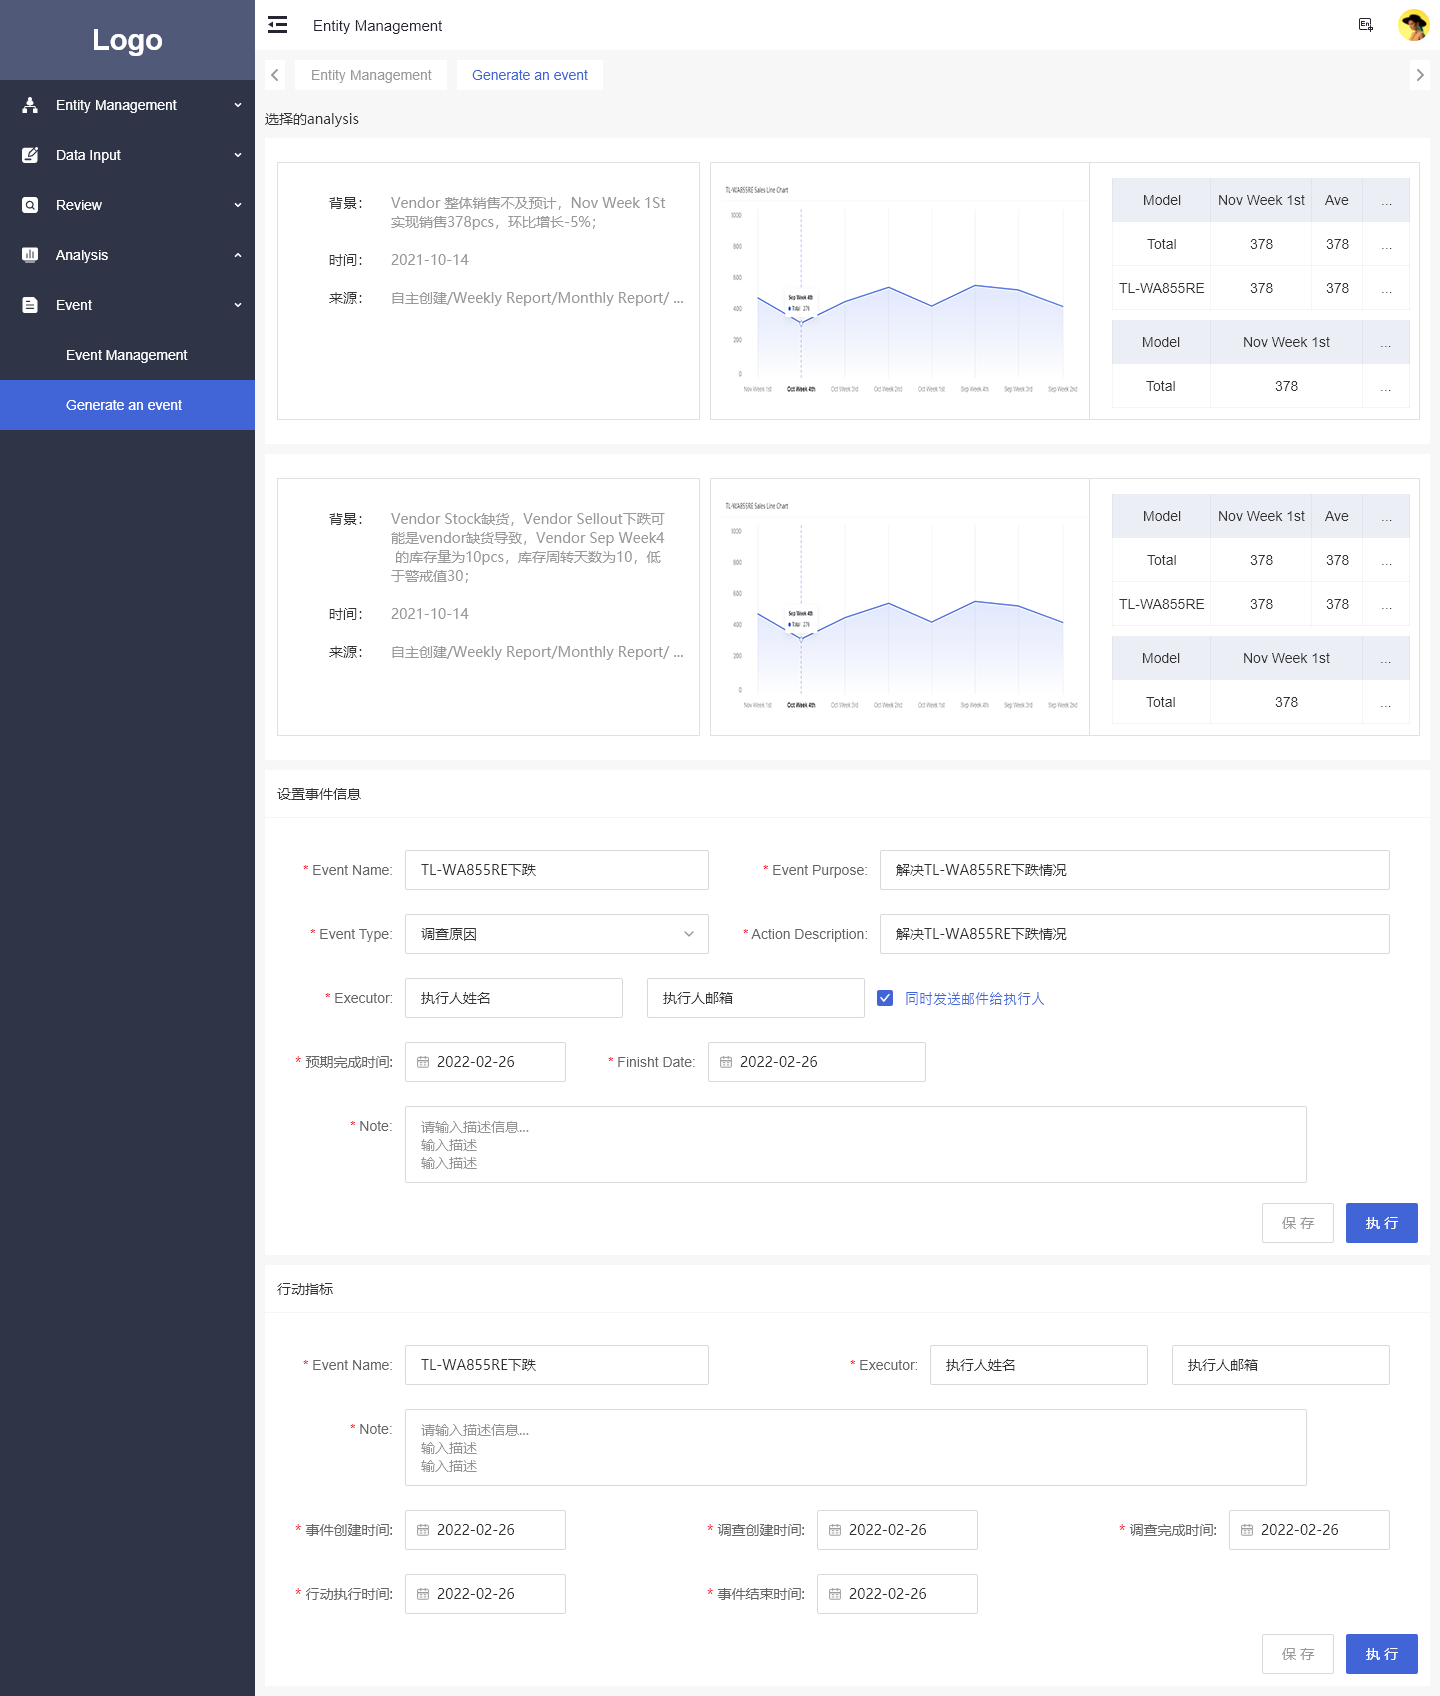 Logo
Entity Management
Entity Management
Data Input
Review
Analysis
Event
Event Management
Generate an event
Entity Management
Generate an event
选择的analysis
背景：
Vendor 整体销售不及预计，Nov Week 1St
实现销售378pcs，环比增长-5%；
时间：
2021-10-14
来源：
自主创建/Weekly Report/Monthly Report/ ...
TL-WA855RE Sales Line Chart
1000
800
600
400
200
0
Sep Week 4th
Total 276
Nov Week 1st Oct Week 4th Oct Week 3rd Oct Week 2nd Oct Week 1st Sep Week 4th Sep Week 3rd Sep Week 2nd
Model Nov Week 1st Ave ...
Total 378 378 ...
TL-WA855RE 378 378 ...
Model Nov Week 1st ...
Total 378 ...
背景：
Vendor Stock缺货，Vendor Sellout下跌可
能是vendor缺货导致，Vendor Sep Week4
的库存量为10pcs，库存周转天数为10，低
于警戒值30；
时间：
2021-10-14
来源：
自主创建/Weekly Report/Monthly Report/ ...
TL-WA855RE Sales Line Chart
1000
800
600
400
200
0
Sep Week 4th
Total 276
Nov Week 1st Oct Week 4th Oct Week 3rd Oct Week 2nd Oct Week 1st Sep Week 4th Sep Week 3rd Sep Week 2nd
Model Nov Week 1st Ave ...
Total 378 378 ...
TL-WA855RE 378 378 ...
Model Nov Week 1st ...
Total 378 ...
设置事件信息
* Event Name: TL-WA855RE下跌
* Event Purpose: 解决TL-WA855RE下跌情况
* Event Type: 调查原因
* Action Description: 解决TL-WA855RE下跌情况
* Executor: 执行人姓名 执行人邮箱 同时发送邮件给执行人
* 预期完成时间: 2022-02-26
* Finisht Date: 2022-02-26
* Note: 请输入描述信息...
输入描述
输入描述
保 存
执 行
行动指标
* Event Name: TL-WA855RE下跌
* Executor: 执行人姓名 执行人邮箱
* Note: 请输入描述信息...
输入描述
输入描述
* 事件创建时间: 2022-02-26
* 调查创建时间: 2022-02-26
* 调查完成时间: 2022-02-26
* 行动执行时间: 2022-02-26
* 事件结束时间: 2022-02-26
保 存
执 行